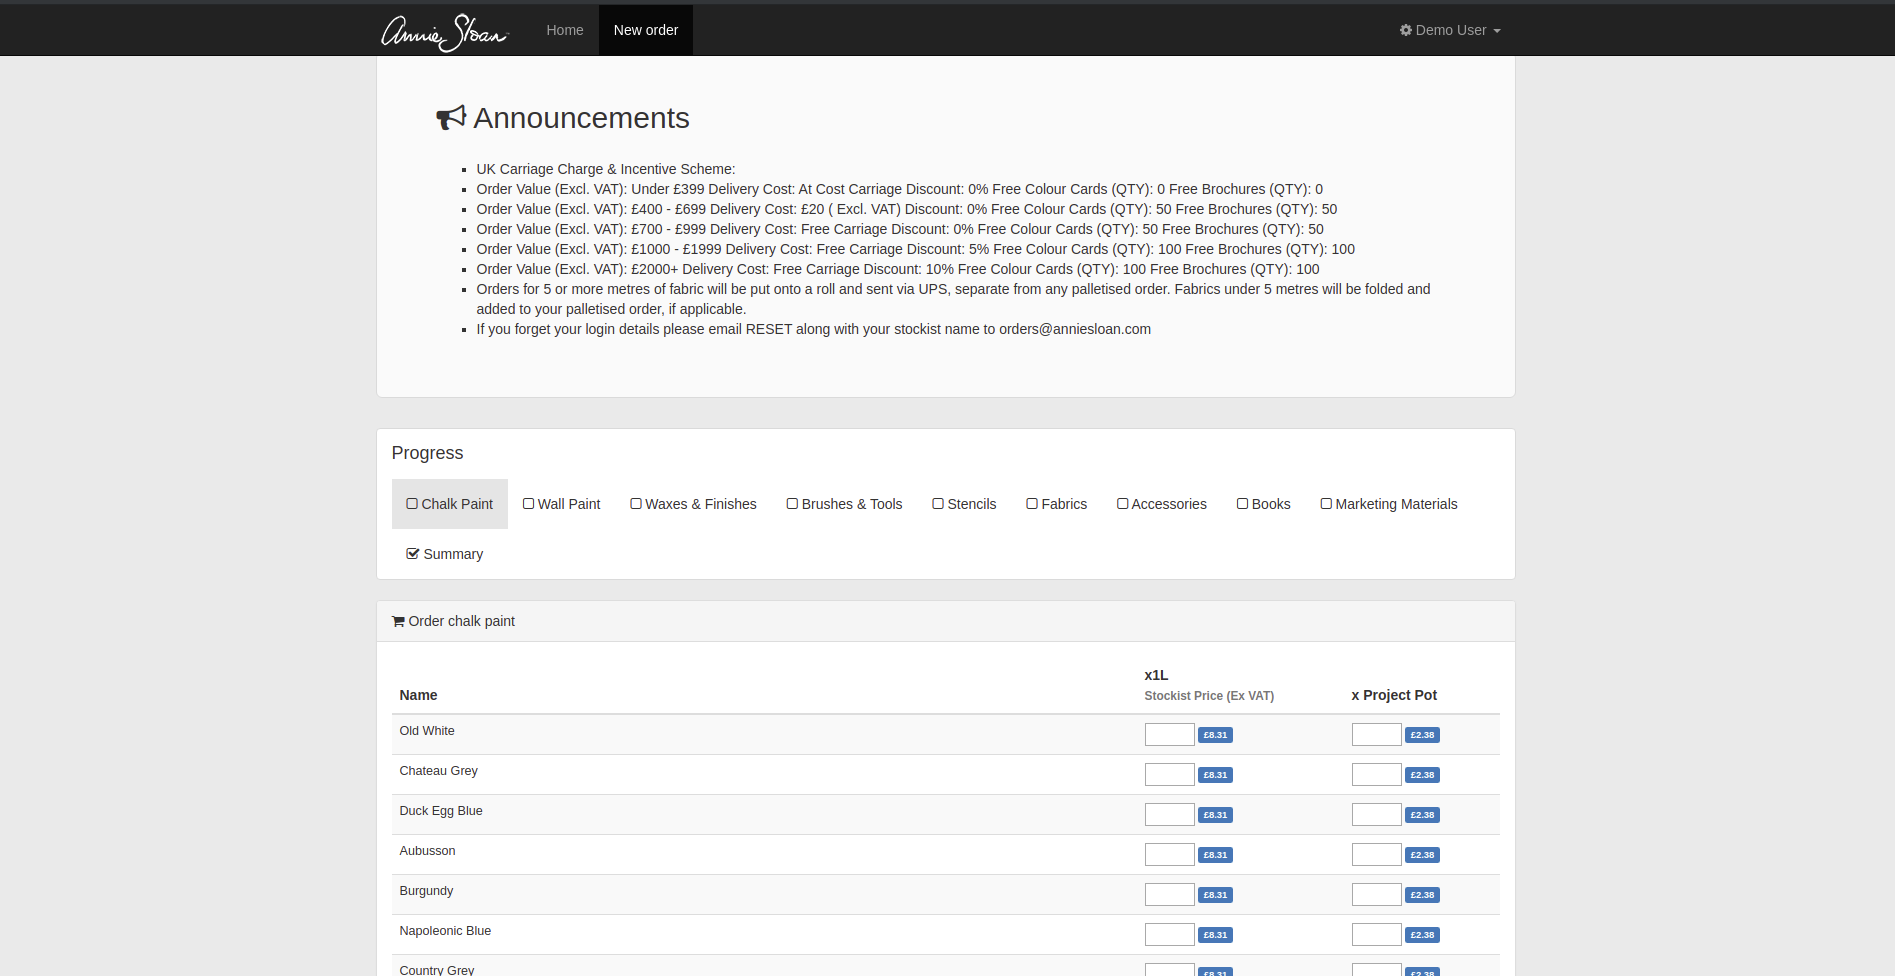 Annie Sloan
Home
New order
Demo User
Announcements
UK Carriage Charge & Incentive Scheme:
Order Value (Excl. VAT): Under £399 Delivery Cost: At Cost Carriage Discount: 0% Free Colour Cards (QTY): 0 Free Brochures (QTY): 0
Order Value (Excl. VAT): £400 - £699 Delivery Cost: £20 ( Excl. VAT) Discount: 0% Free Colour Cards (QTY): 50 Free Brochures (QTY): 50
Order Value (Excl. VAT): £700 - £999 Delivery Cost: Free Carriage Discount: 0% Free Colour Cards (QTY): 50 Free Brochures (QTY): 50
Order Value (Excl. VAT): £1000 - £1999 Delivery Cost: Free Carriage Discount: 5% Free Colour Cards (QTY): 100 Free Brochures (QTY): 100
Order Value (Excl. VAT): £2000+ Delivery Cost: Free Carriage Discount: 10% Free Colour Cards (QTY): 100 Free Brochures (QTY): 100
Orders for 5 or more metres of fabric will be put onto a roll and sent via UPS, separate from any palletised order. Fabrics under 5 metres will be folded and
added to your palletised order, if applicable.
If you forget your login details please email RESET along with your stockist name to orders@anniesloan.com
Progress
Chalk Paint Wall Paint Waxes & Finishes Brushes & Tools Stencils Fabrics Accessories Books Marketing Materials
Summary
Order chalk paint
x1L
Name Stockist Price (Ex VAT) x Project Pot
Old White £8.31 £2.38
Chateau Grey £8.31 £2.38
Duck Egg Blue £8.31 £2.38
Aubusson £8.31 £2.38
Burgundy £8.31 £2.38
Napoleonic Blue £8.31 £2.38
Country Grey £8.31 £2.38